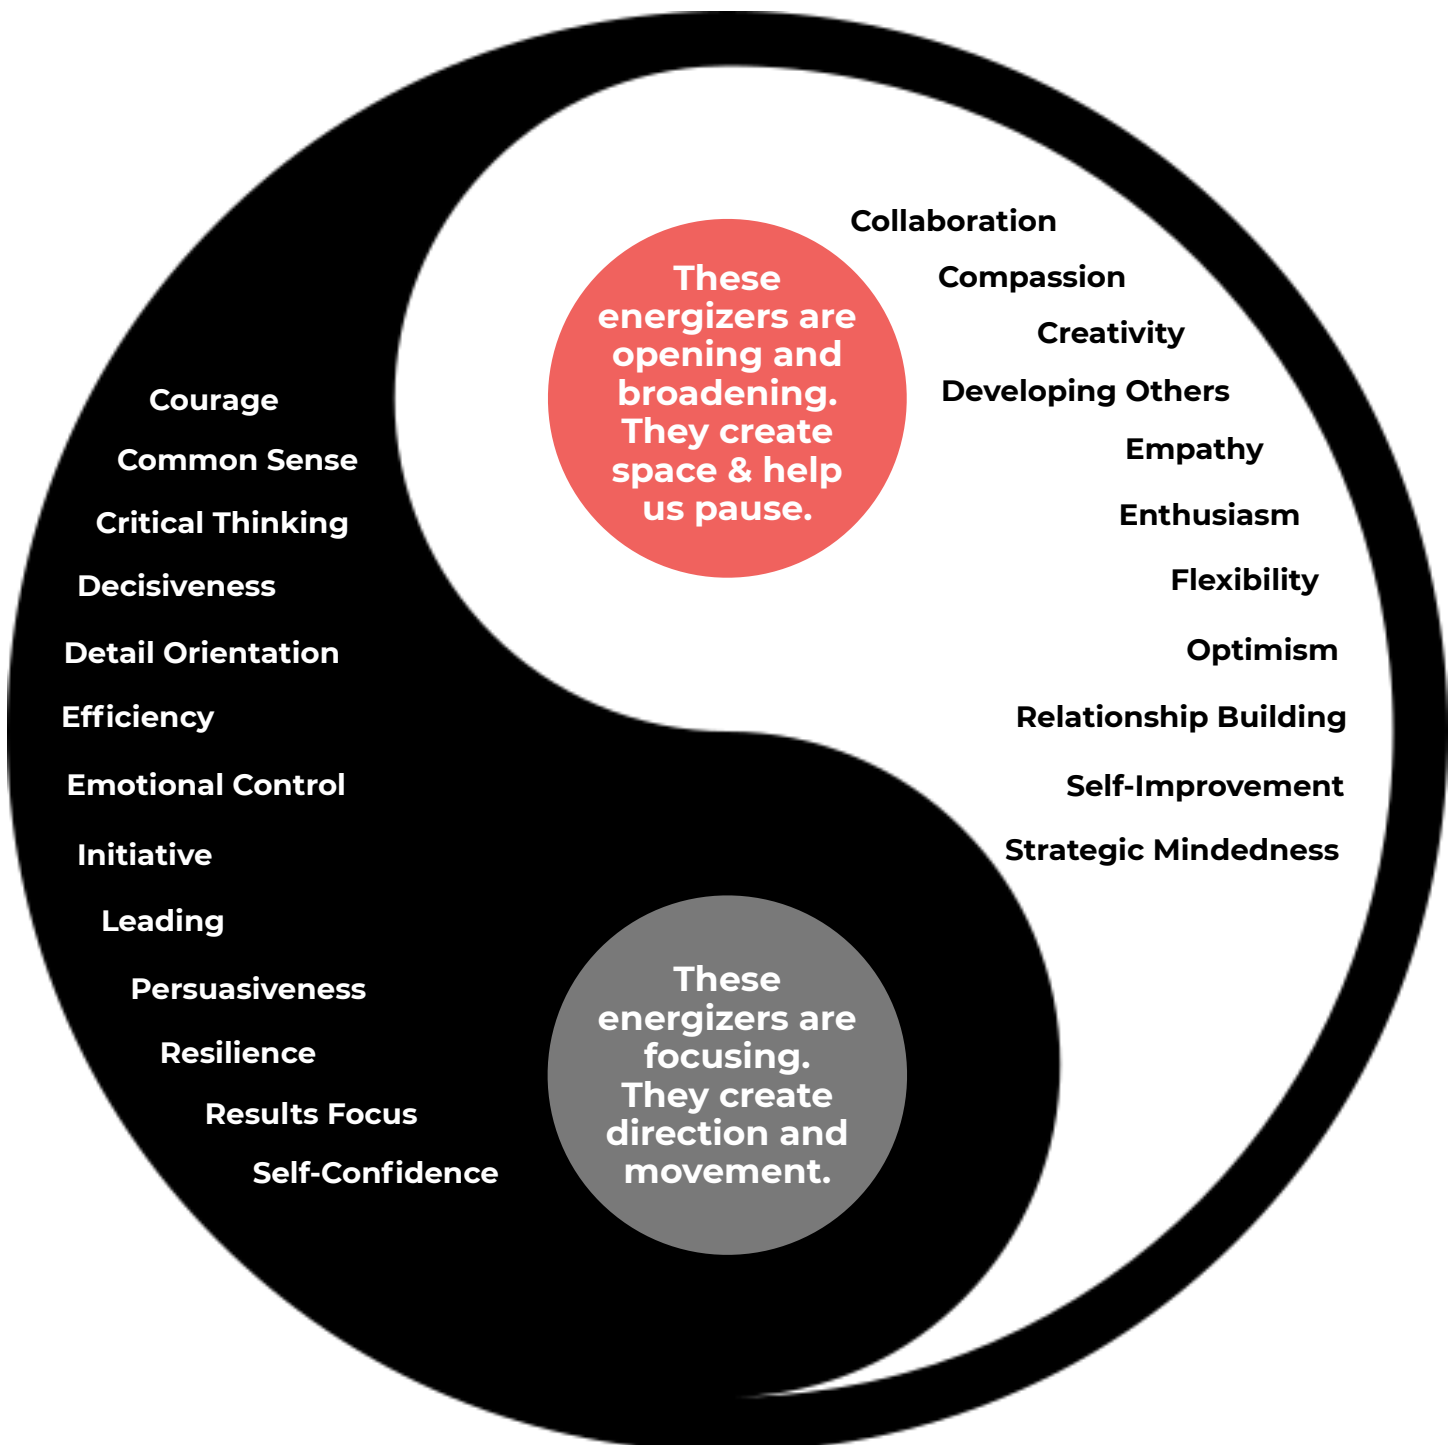 These
energizers are
opening and
broadening.
They create
space & help
us pause.
Collaboration
Compassion
Creativity
Developing Others
Empathy
Enthusiasm
Flexibility
Optimism
Relationship Building
Self-Improvement
Strategic Mindedness
Courage
Common Sense
Critical Thinking
Decisiveness
Detail Orientation
Efficiency
Emotional Control
Initiative
Leading
Persuasiveness
Resilience
Results Focus
Self-Confidence
These
energizers are
focusing.
They create
direction and
movement.